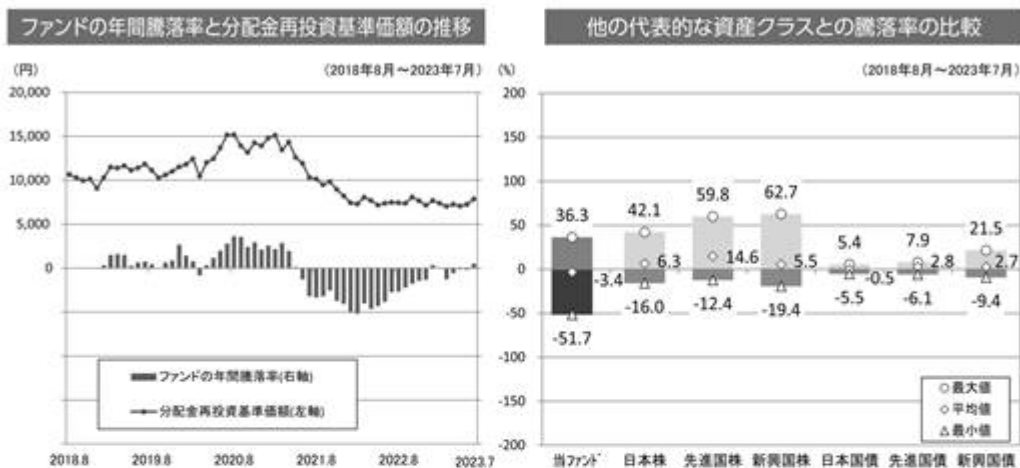 ファンドの年間騰落率と分配金再投資基準価額の推移
(円)
(2018年8月～2023年7月)
20,000
15,000
10,000
5,000
0
ファンドの年間騰落率(右軸)
分配金再投資基準価額(左軸)
2018.8 2019.8 2020.8 2021.8 2022.8 2023.7
他の代表的な資産クラスとの騰落率の比較
(%)
(2018年8月～2023年7月)
200
150
100
50
0
-50
-100
-150
-200
36.3 42.1 59.8 62.7 5.4 7.9 21.5
-3.4 6.3 14.6 5.5 -0.5 2.8 2.7
-51.7 -16.0 -12.4 -19.4 -5.5 -6.1 -9.4
最大値
平均値
最小値
当ファンド 日本株 先進国株 新興国株 日本国債 先進国債 新興国債